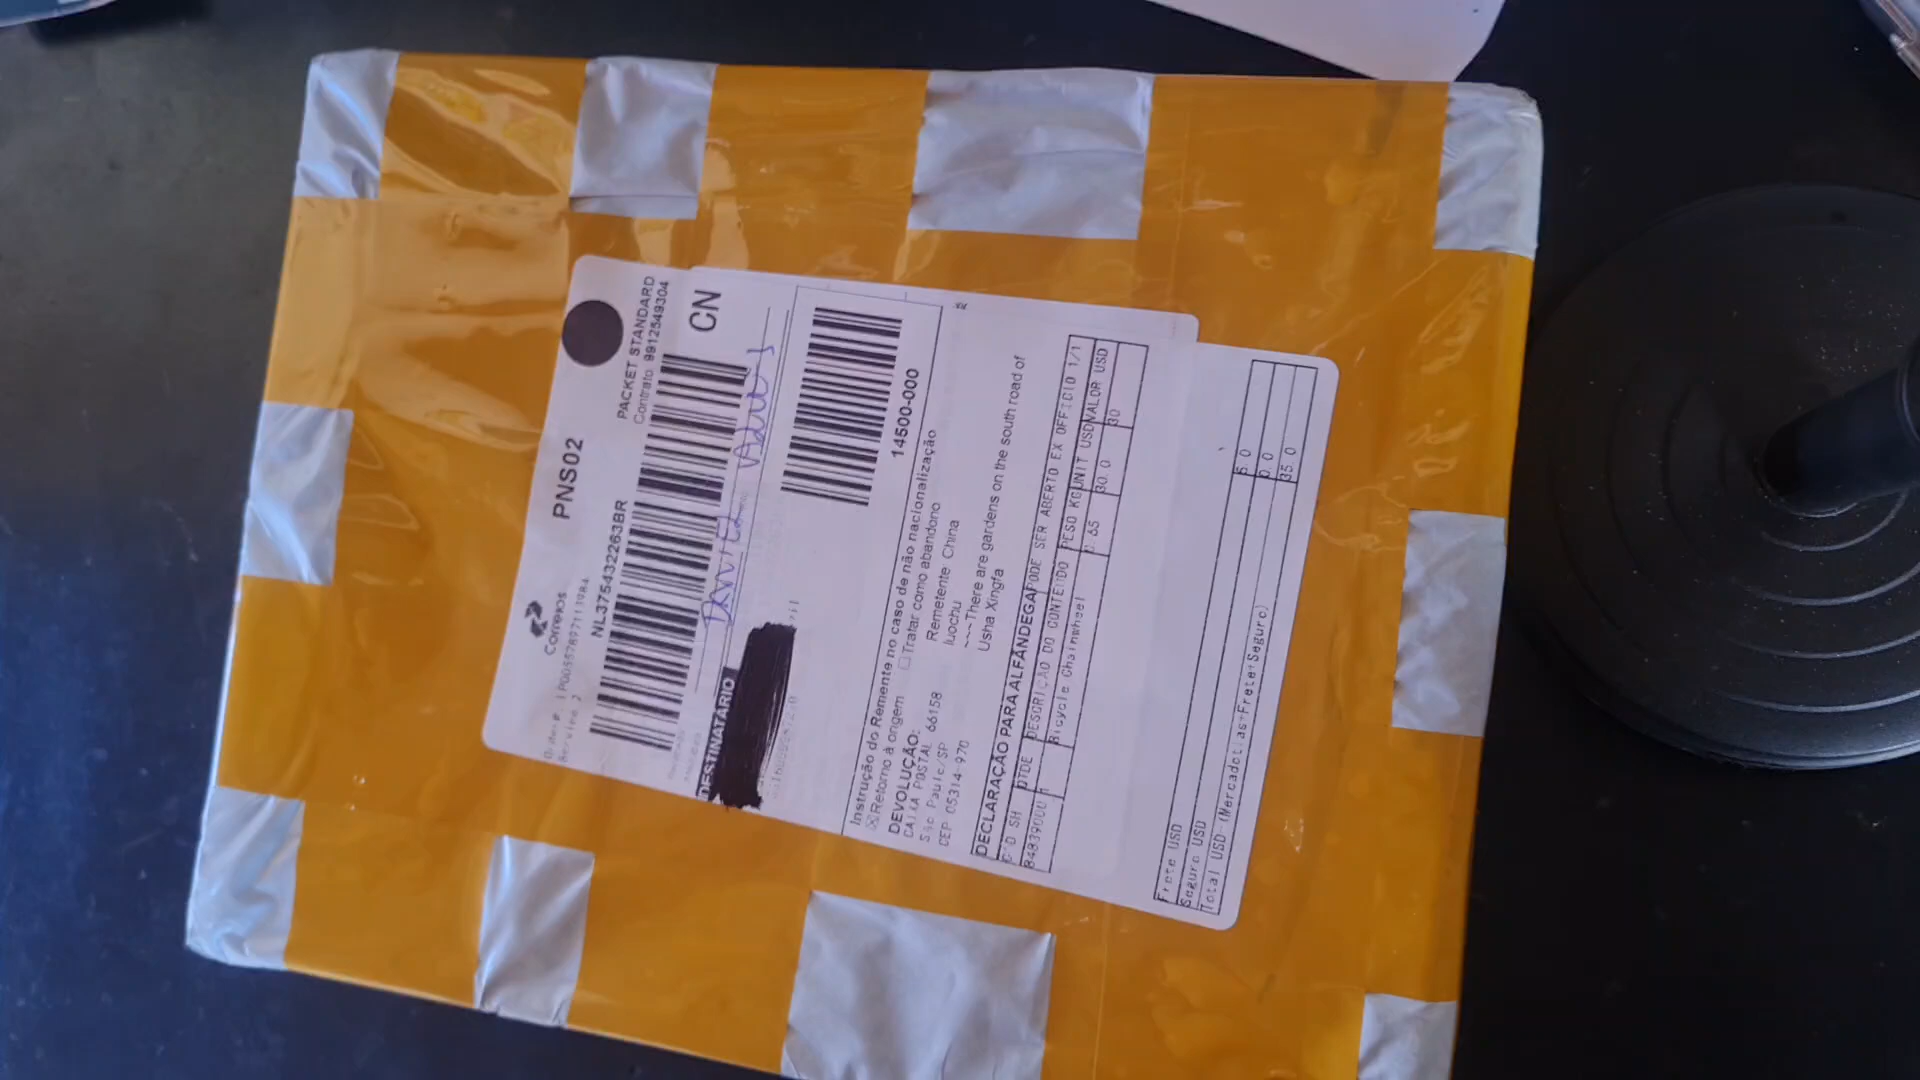 Correios
PNS02
PACKET STANDARD
Contrato 9912549304
NL375432263BR
CN
DESTINATÁRIO
14500-000
Instrução do Remente no caso de não nacionalização
Retorno à origem Tratar como abandono
DEVOLUÇÃO:
CAIXA POSTAL 66158
São Paulo/SP
CEP 05314-970
Remetente China
luochu
---There are gardens on the south road of
Usha Xingfa
DECLARAÇÃO PARA ALFÂNDEGA PODE SER ABERTO EX OFFICIO 1/1
SH QTDE DESCRIÇÃO DO CONTEÚDO PESO KG UNIT USD VALOR USD
84839000 1 Bicycle Chainwheel 0.65 30.0 30
Frete USD 5.0
Seguro USD 0.0
Total USD (Mercadorias+Frete+Seguro) 35.0